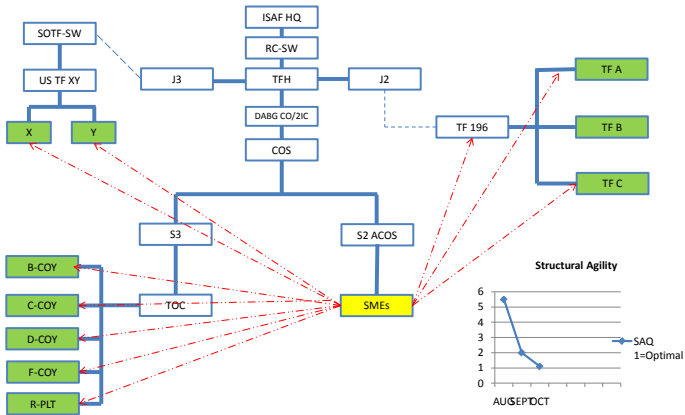 ISAF HQ
SOTF-SW
RC-SW
US TF XY
J3
TFH
J2
TF A
DABG CO/2IC
X
Y
TF 196
TF B
COS
TF C
S3
S2 ACOS
B-COY
Structural Agility
C-COY
TOC
SMEs
D-COY
F-COY
R-PLT
6
5
4
3
2
1
0
SAQ
1=Optimal
AUG SEPT OCT